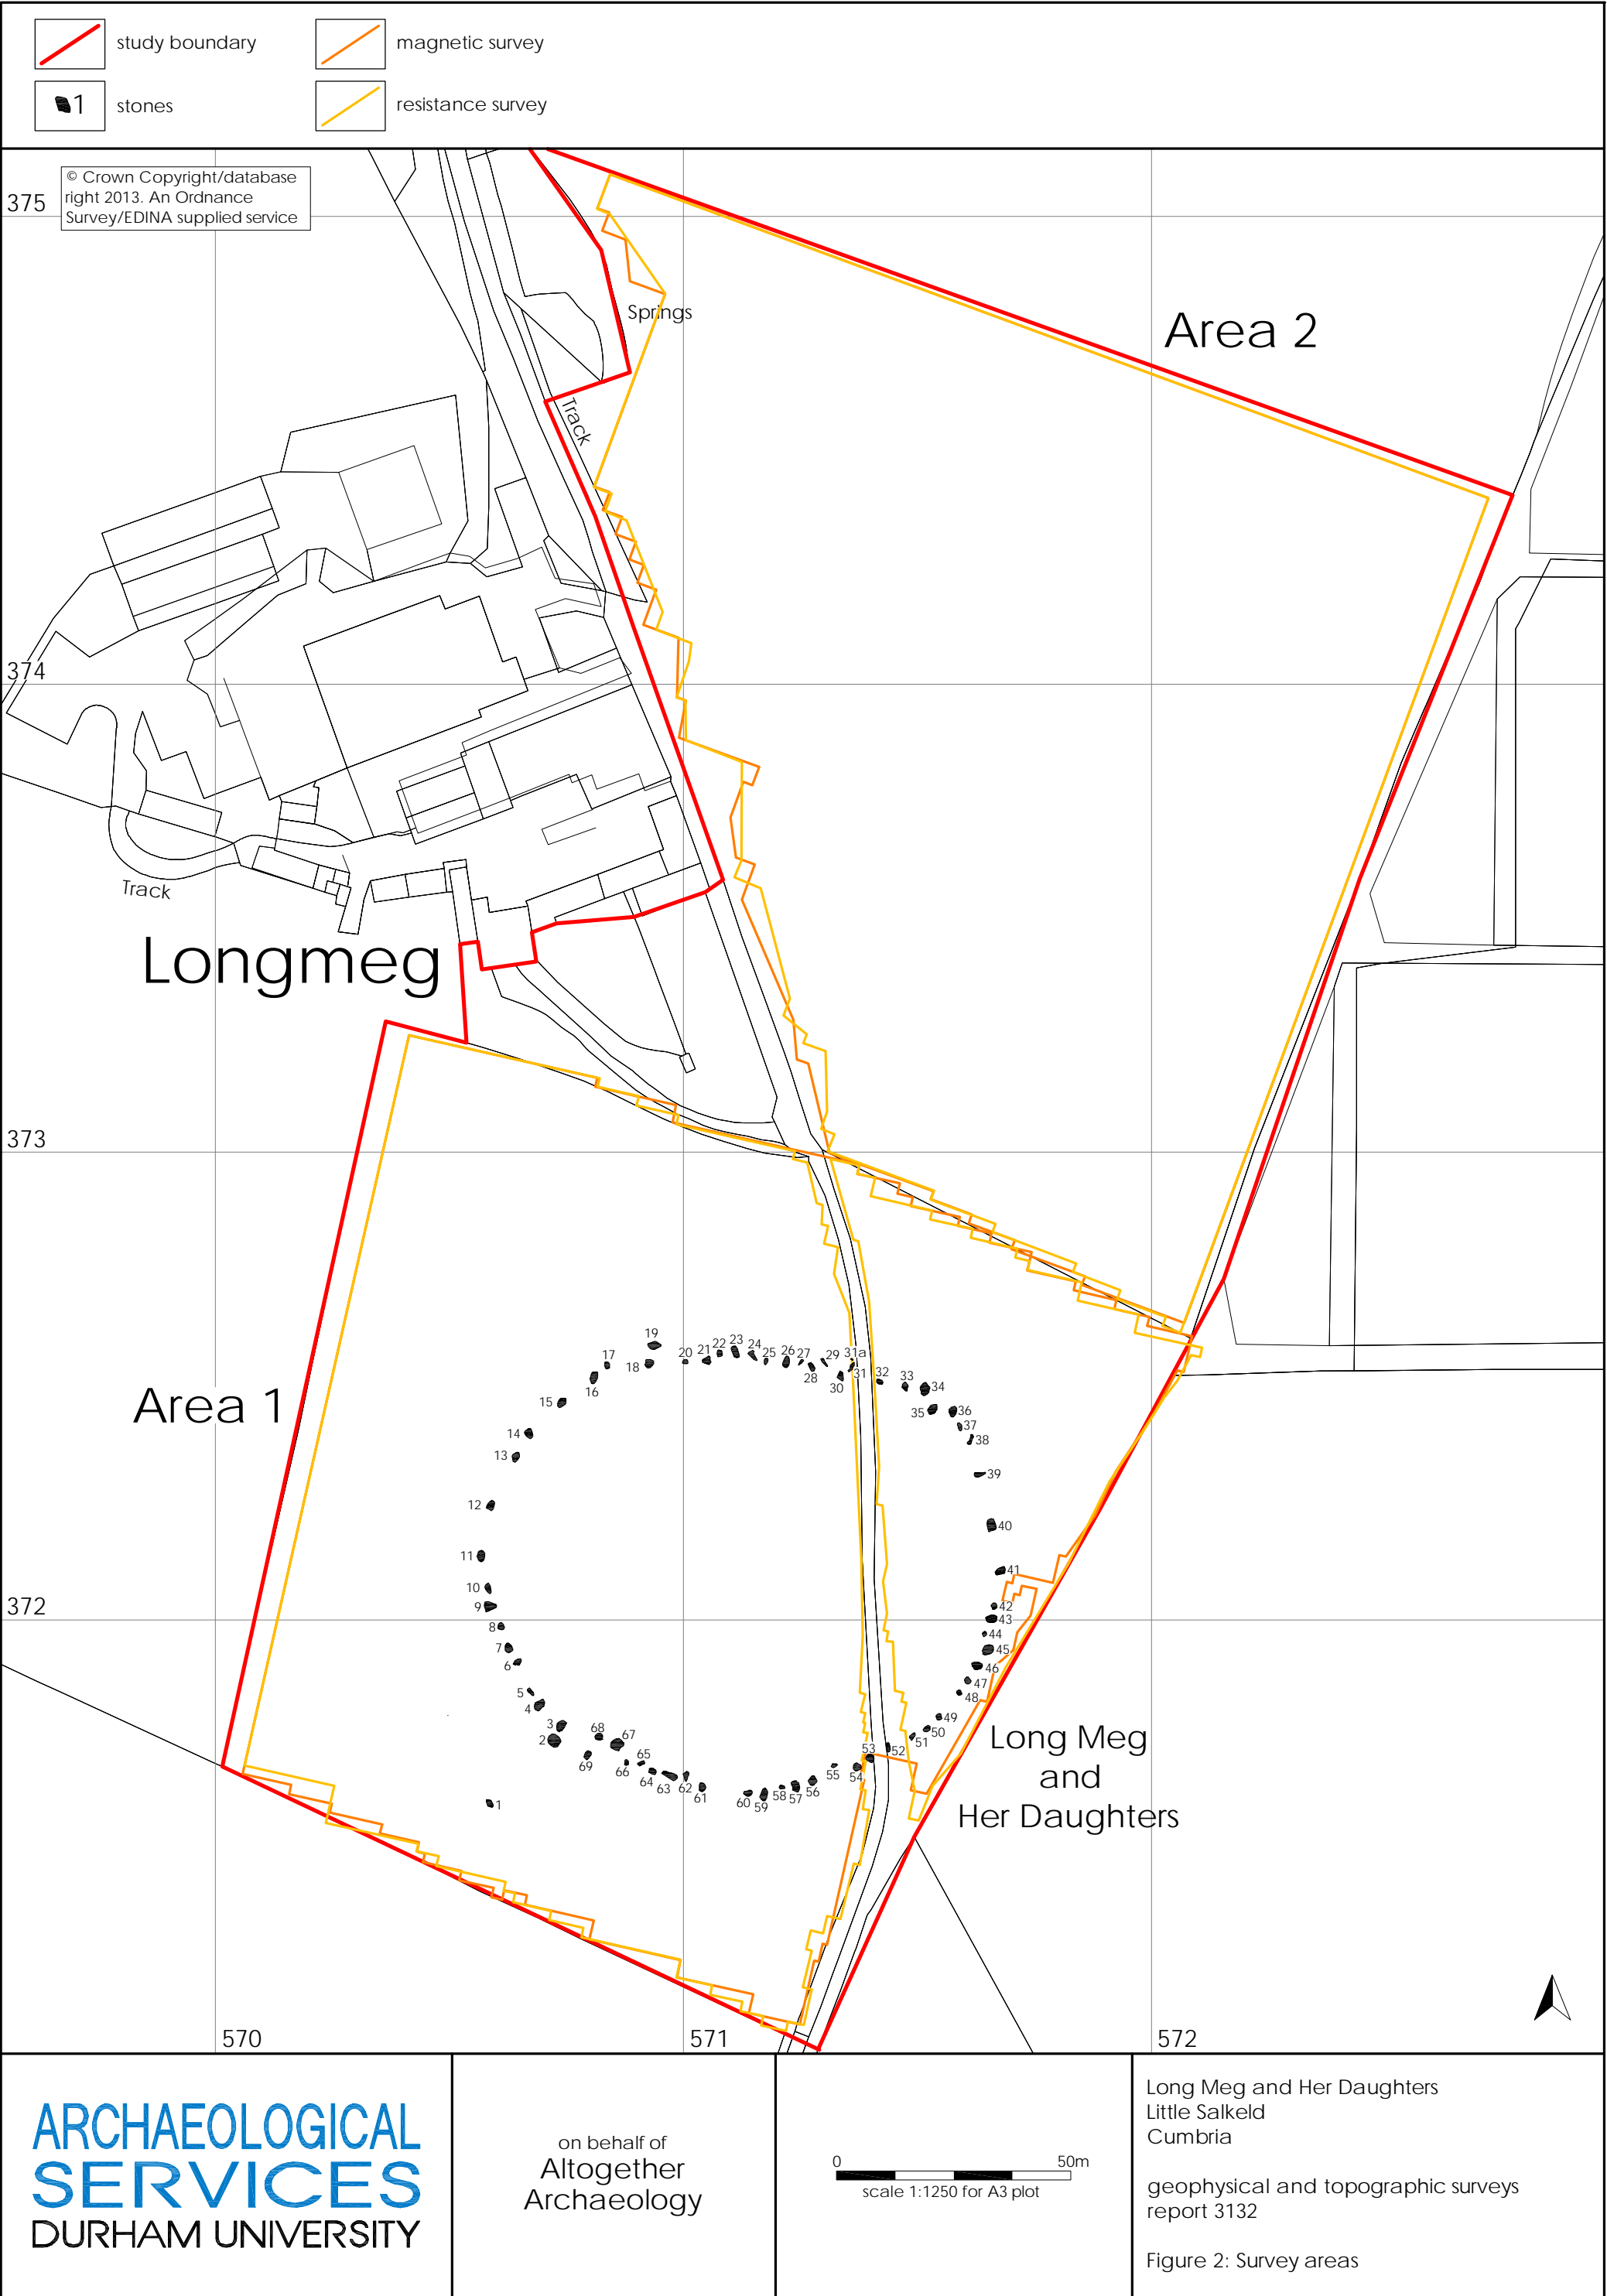 study boundary
magnetic survey
1
stones
resistance survey
© Crown Copyright/database
right 2013. An Ordnance
Survey/EDINA supplied service
375
Springs
Area 2
Track
374
Track
Longmeg
373
Area 1
19
17
18
20
21
22
23
24
25
26
27
28
29
30
31a
31
32
33
34
35
36
37
38
39
16
15
14
13
12
11
10
9
8
7
6
5
4
3
2
1
40
41
42
43
44
45
46
47
48
49
50
51
52
53
54
55
56
57
58
59
60
61
62
63
64
65
66
67
68
69
372
Long Meg
and
Her Daughters
570
571
572
ARCHAEOLOGICAL
SERVICES
DURHAM UNIVERSITY
on behalf of
Altogether
Archaeology
0 50m
scale 1:1250 for A3 plot
Long Meg and Her Daughters
Little Salkeld
Cumbria
geophysical and topographic surveys
report 3132
Figure 2: Survey areas